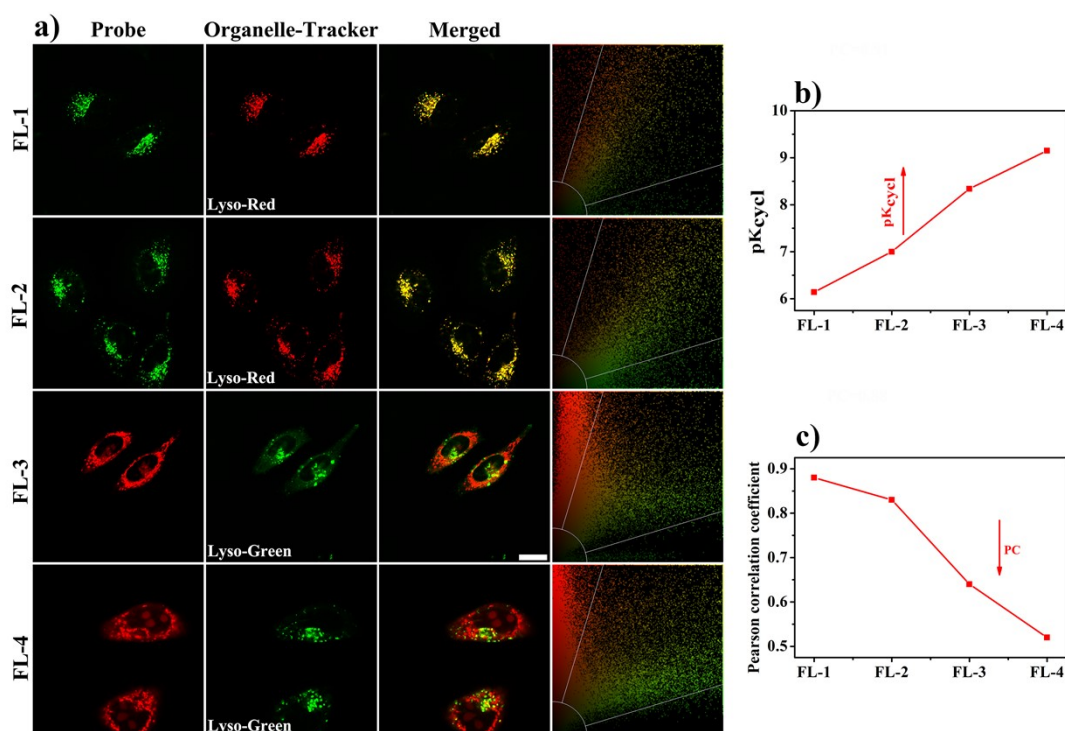 a)
Probe Organelle-Tracker Merged
FL-1
Lyso-Red
FL-2
Lyso-Red
FL-3
Lyso-Green
FL-4
Lyso-Green
b)
10
9
8
7
6
pKcycl
pKcycl
FL-1 FL-2 FL-3 FL-4
c)
0.9
0.8
0.7
0.6
0.5
Pearson correlation coefficient
PC
FL-1 FL-2 FL-3 FL-4